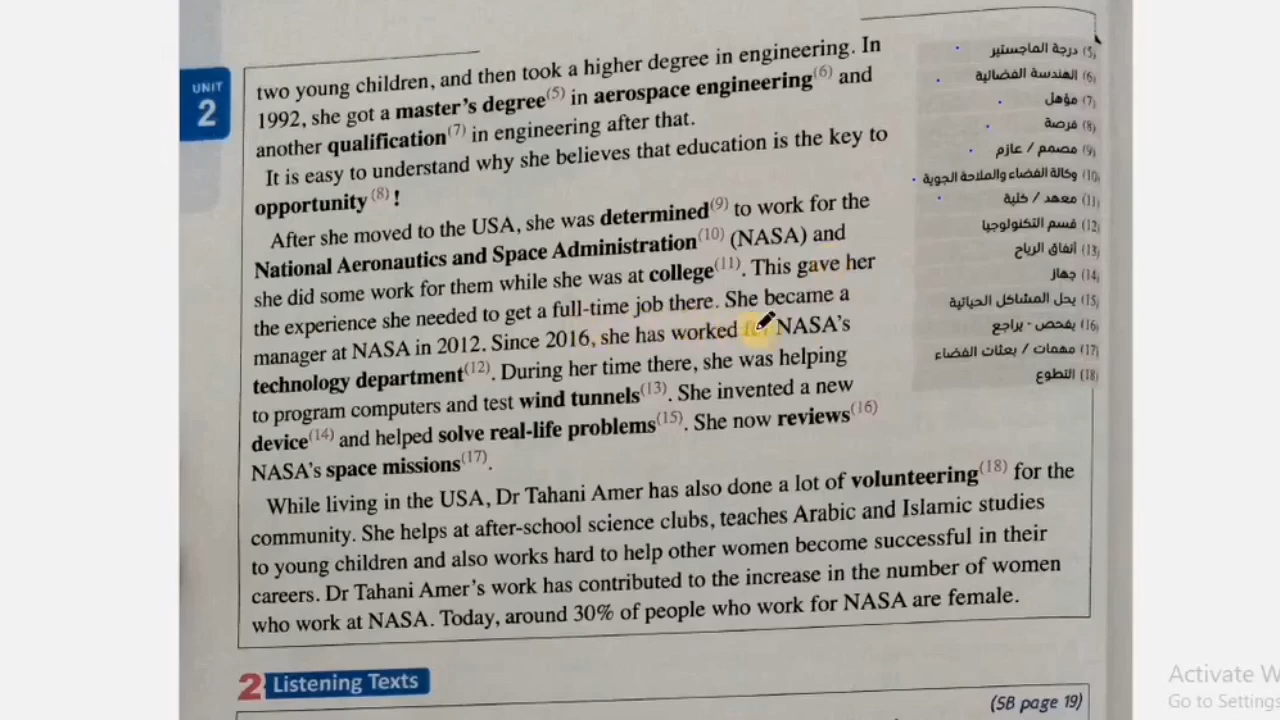 UNIT
2
two young children, and then took a higher degree in engineering. In
1992, she got a master's degree(5) in aerospace engineering(6) and
another qualification(7) in engineering after that.
It is easy to understand why she believes that education is the key to
opportunity(8)!
After she moved to the USA, she was determined(9) to work for the
National Aeronautics and Space Administration(10) (NASA) and
she did some work for them while she was at college(11). This gave her
the experience she needed to get a full-time job there. She became a
manager at NASA in 2012. Since 2016, she has worked for NASA's
technology department(12). During her time there, she was helping
to program computers and test wind tunnels(13). She invented a new
device(14) and helped solve real-life problems(15). She now reviews(16)
NASA's space missions(17).
While living in the USA, Dr Tahani Amer has also done a lot of volunteering(18) for the
community. She helps at after-school science clubs, teaches Arabic and Islamic studies
to young children and also works hard to help other women become successful in their
careers. Dr Tahani Amer's work has contributed to the increase in the number of women
who work at NASA. Today, around 30% of people who work for NASA are female.
(5) درجة الماجستير
(6) الهندسة الفضائية
(7) مؤهل
(8) فرصة
(9) مصمم / عازم
(10) وكالة الفضاء والملاحة الجوية
(11) معهد / كلية
(12) قسم التكنولوجيا
(13) أنفاق الرياح
(14) جهاز
(15) يحل المشاكل الحياتية
(16) يفحص - يراجع
(17) مهمات / بعثات الفضاء
(18) التطوع
2 Listening Texts
(SB page 19)
Activate W
Go to Settings